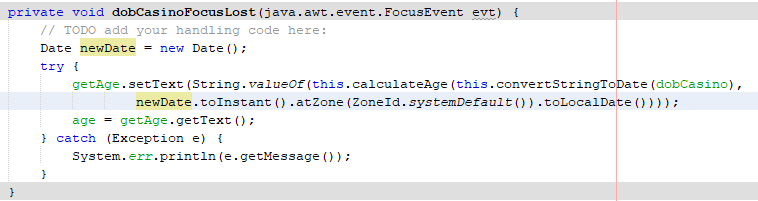 private void dobCasinoFocusLost(java.awt.event.FocusEvent evt) {
// TODO add your handling code here:
Date newDate = new Date();
try {
getAge.setText(String.valueOf(this.calculateAge(this.convertStringToDate(dobCasino),
newDate.toInstant().atZone(ZoneId.systemDefault()).toLocalDate())));
age = getAge.getText();
} catch (Exception e) {
System.err.println(e.getMessage());
}
}